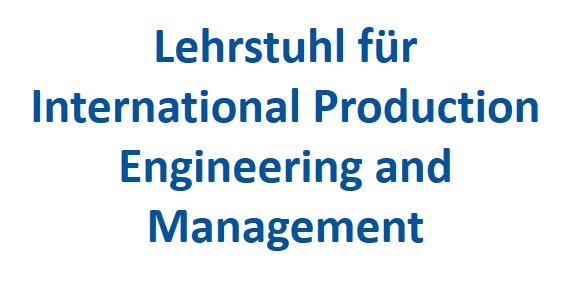 Lehrstuhl für
International Production
Engineering and
Management